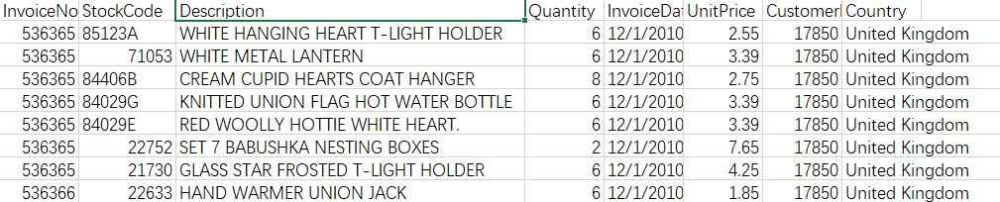 InvoiceNo StockCode Description Quantity InvoiceDa UnitPrice CustomerI Country
536365 85123A WHITE HANGING HEART T-LIGHT HOLDER 6 12/1/2010 2.55 17850 United Kingdom
536365 71053 WHITE METAL LANTERN 6 12/1/2010 3.39 17850 United Kingdom
536365 84406B CREAM CUPID HEARTS COAT HANGER 8 12/1/2010 2.75 17850 United Kingdom
536365 84029G KNITTED UNION FLAG HOT WATER BOTTLE 6 12/1/2010 3.39 17850 United Kingdom
536365 84029E RED WOOLLY HOTTIE WHITE HEART. 6 12/1/2010 3.39 17850 United Kingdom
536365 22752 SET 7 BABUSHKA NESTING BOXES 2 12/1/2010 7.65 17850 United Kingdom
536365 21730 GLASS STAR FROSTED T-LIGHT HOLDER 6 12/1/2010 4.25 17850 United Kingdom
536366 22633 HAND WARMER UNION JACK 6 12/1/2010 1.85 17850 United Kingdom